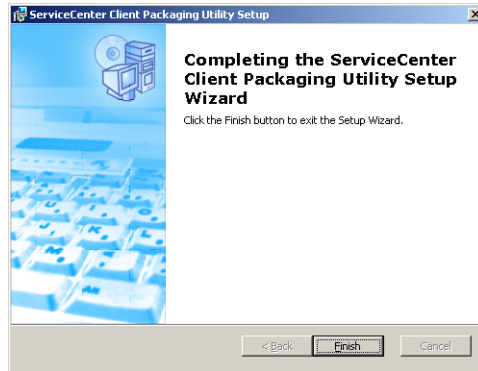 ServiceCenter Client Packaging Utility Setup
Completing the ServiceCenter
Client Packaging Utility Setup
Wizard
Click the Finish button to exit the Setup Wizard.
< Back
Finish
Cancel